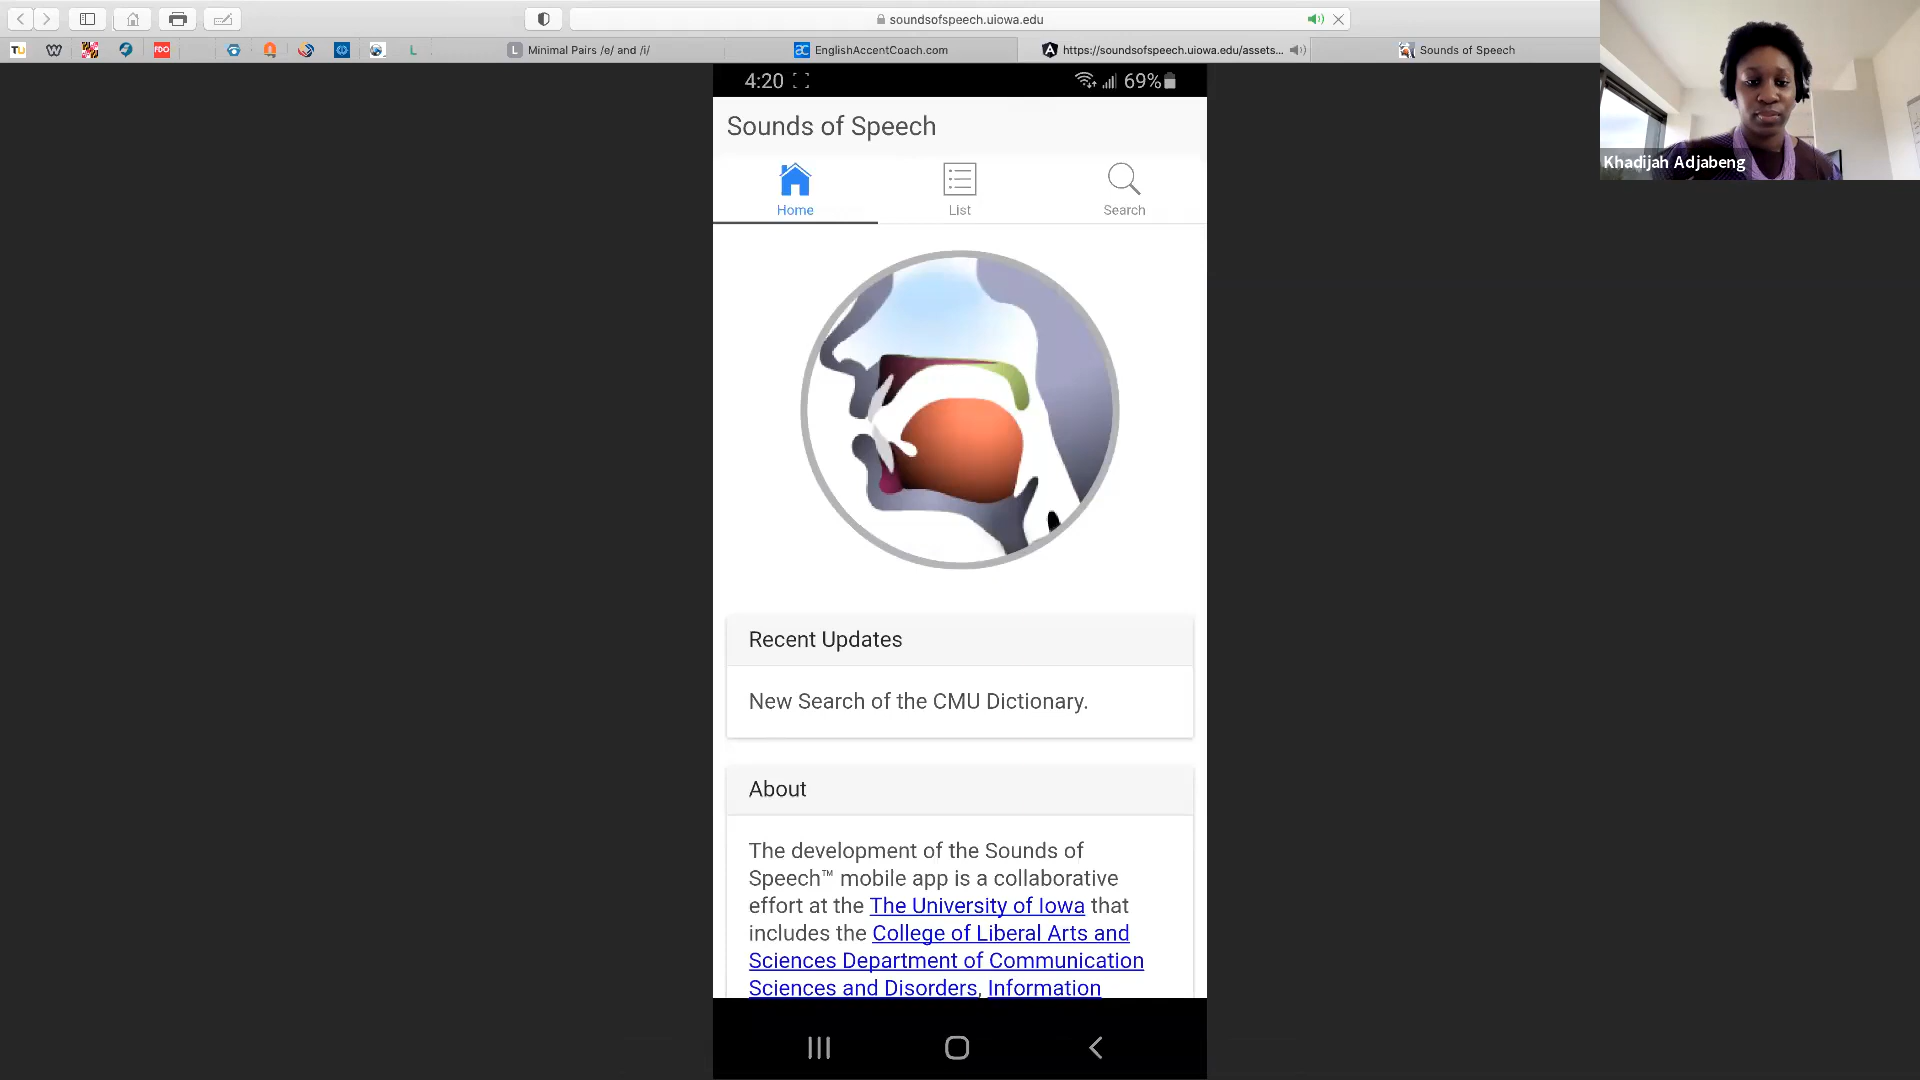 soundsofspeech.uiowa.edu
TU
W
FDO
L
L Minimal Pairs /e/ and /i/
ac EnglishAccentCoach.com
A https://soundsofspeech.uiowa.edu/assets...
Sounds of Speech
Khadijah Adjabeng
4:20
69%
Sounds of Speech
Home
List
Search
Recent Updates
New Search of the CMU Dictionary.
About
The development of the Sounds of
Speech™ mobile app is a collaborative
effort at the The University of Iowa that
includes the College of Liberal Arts and
Sciences Department of Communication
Sciences and Disorders, Information